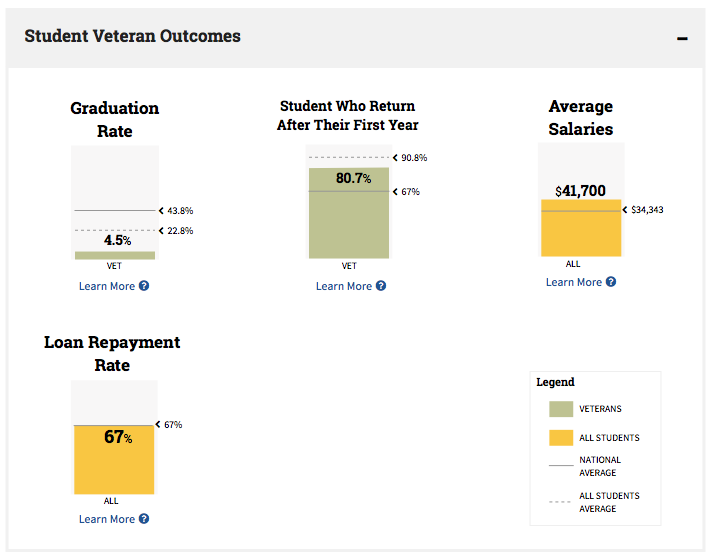 Student Veteran Outcomes
Graduation
Rate
43.8%
22.8%
4.5%
VET
Learn More ?
Student Who Return
After Their First Year
90.8%
80.7%
67%
VET
Learn More ?
Average
Salaries
$41,700
$34,343
ALL
Learn More ?
Loan Repayment
Rate
67%
67%
ALL
Learn More ?
Legend
VETERANS
ALL STUDENTS
NATIONAL
AVERAGE
ALL STUDENTS
AVERAGE